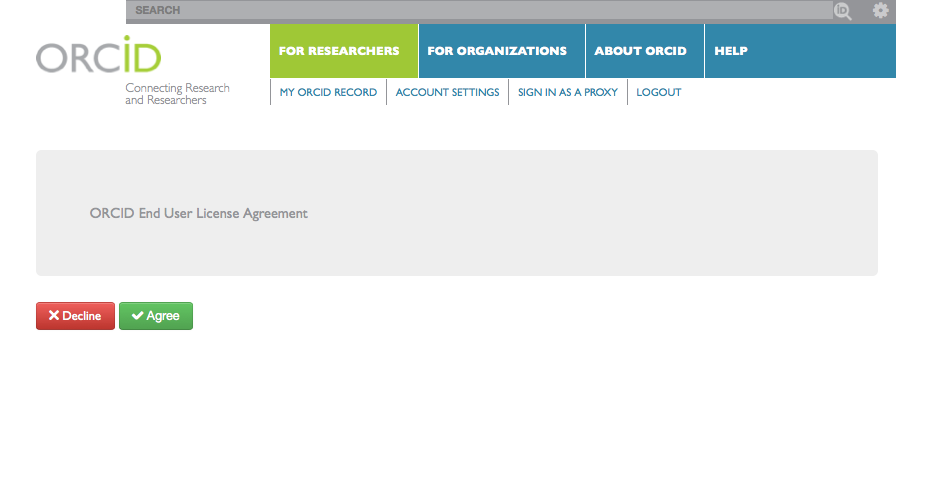 SEARCH
iD
ORCiD
Connecting Research
and Researchers
FOR RESEARCHERS
FOR ORGANIZATIONS
ABOUT ORCID
HELP
MY ORCID RECORD
ACCOUNT SETTINGS
SIGN IN AS A PROXY
LOGOUT
ORCID End User License Agreement
Decline
Agree